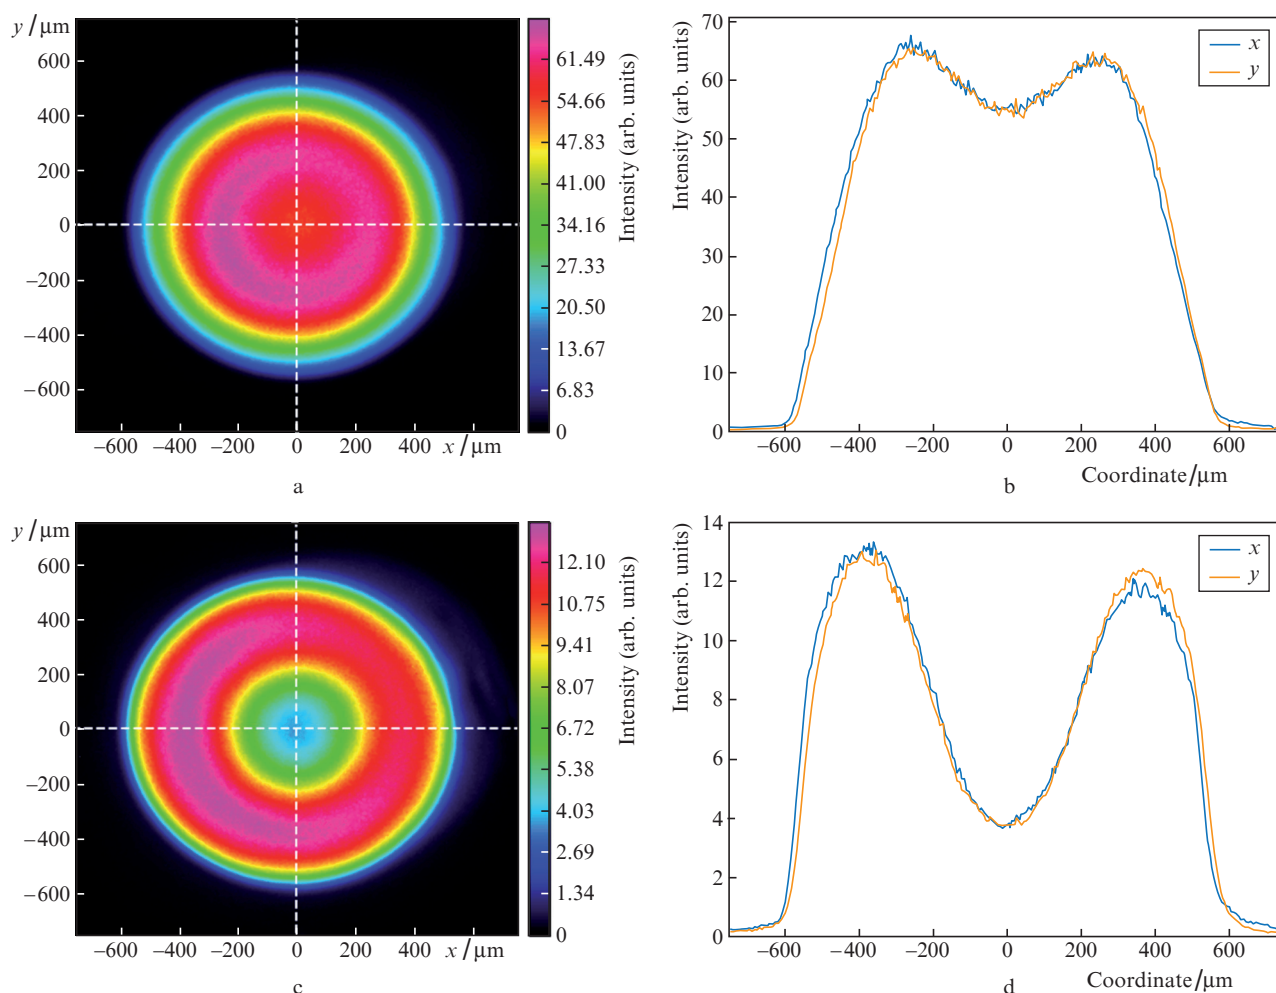 y/μm
600
400
200
0
−200
−400
−600
−600 −400 −200 0 200 400 x/μm
61.49
54.66
47.83
41.00
34.16
27.33
20.50
13.67
6.83
0
Intensity (arb. units)
a
Intensity (arb. units)
70
60
50
40
30
20
10
0
−600 −400 −200 0 200 400 600
Coordinate/μm
x
y
b
y/μm
600
400
200
0
−200
−400
−600
−600 −400 −200 0 200 400 x/μm
12.10
10.75
9.41
8.07
6.72
5.38
4.03
2.69
1.34
0
Intensity (arb. units)
c
Intensity (arb. units)
14
12
10
8
6
4
2
0
−600 −400 −200 0 200 400 600
Coordinate/μm
x
y
d